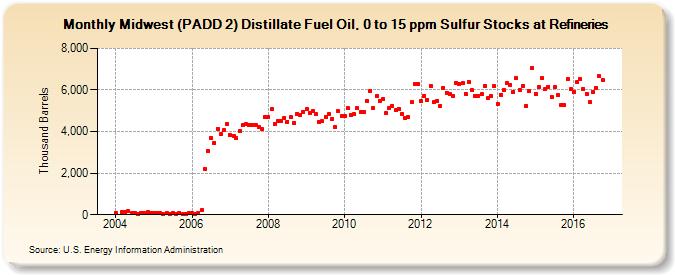 Monthly Midwest (PADD 2) Distillate Fuel Oil, 0 to 15 ppm Sulfur Stocks at Refineries
Thousand Barrels
8,000
6,000
4,000
2,000
0
2004 2006 2008 2010 2012 2014 2016
Source: U.S. Energy Information Administration